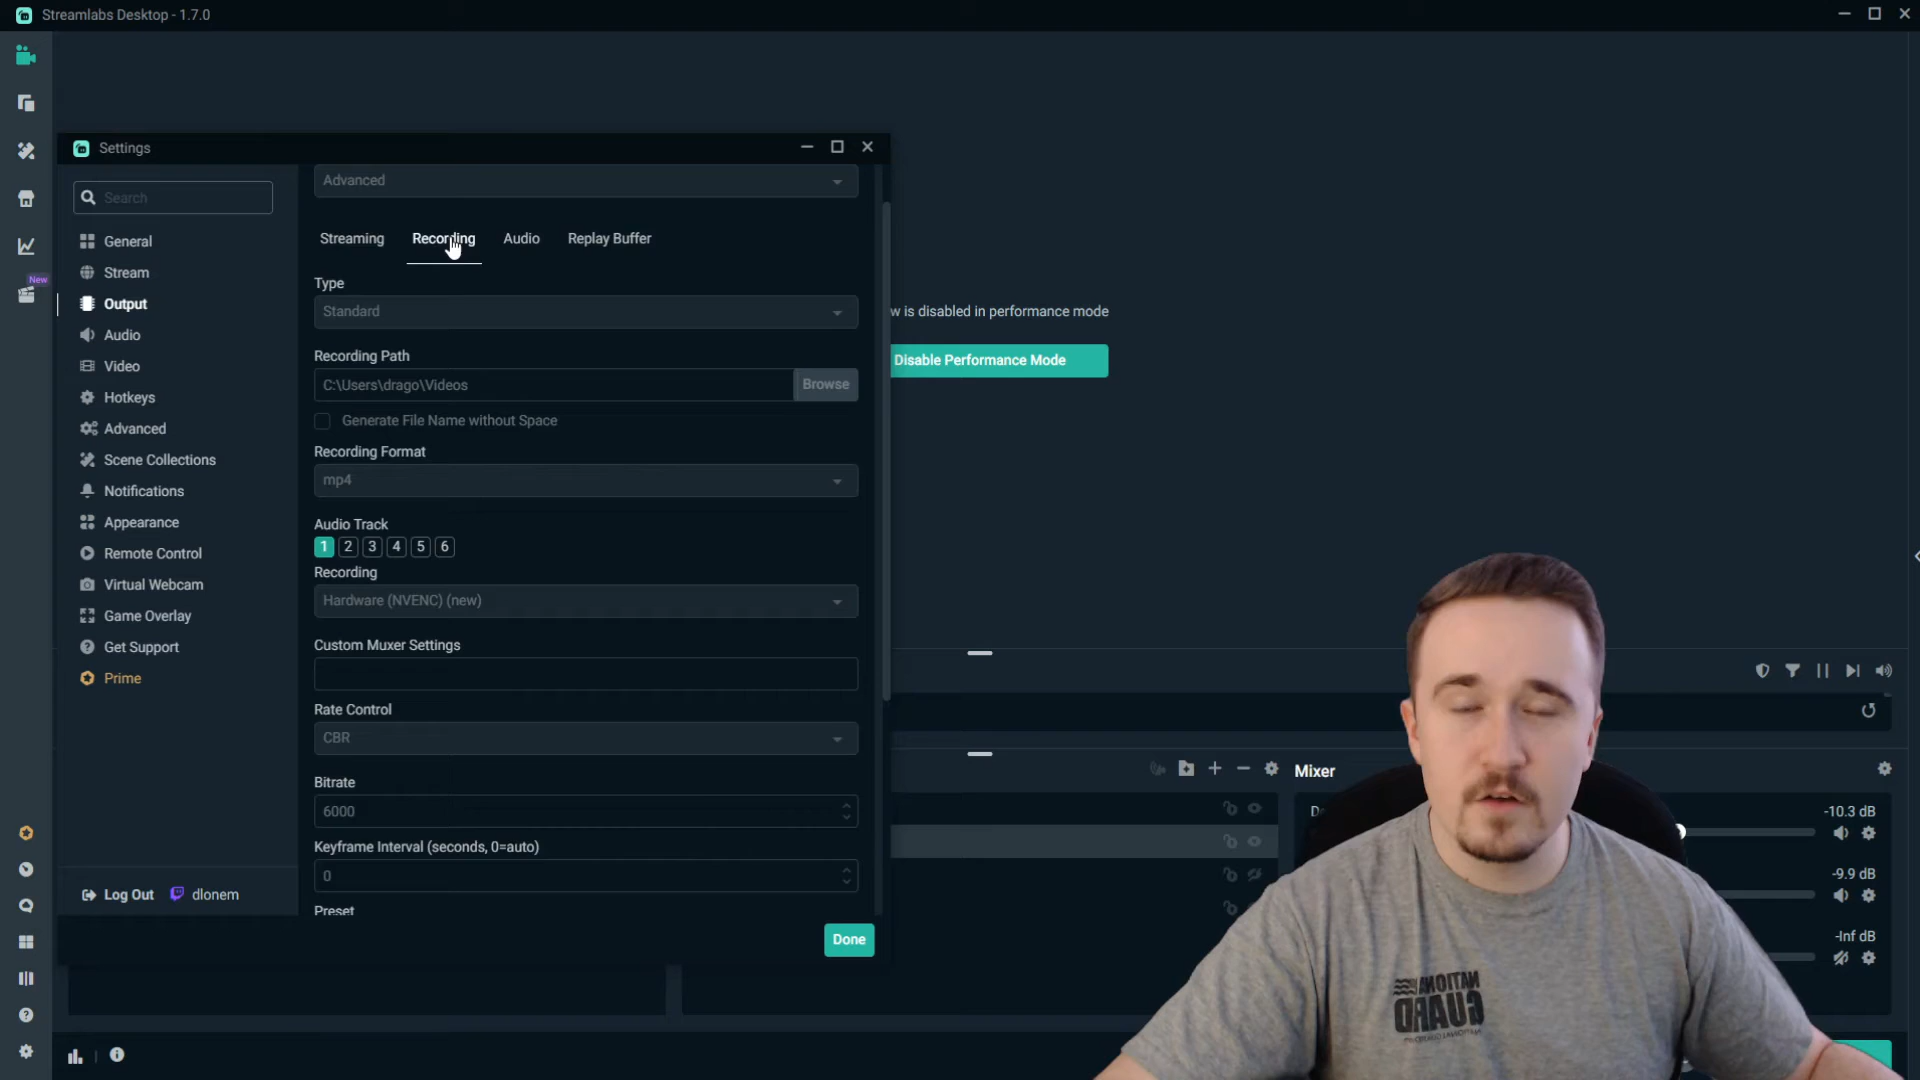 Streamlabs Desktop - 1.7.0
Settings
Search
General
Stream
Output
Audio
Video
Hotkeys
Advanced
Scene Collections
Notifications
Appearance
Remote Control
Virtual Webcam
Game Overlay
Get Support
Prime
Log Out
dlonem
New
Advanced
Streaming
Recording
Audio
Replay Buffer
Type
Standard
Recording Path
C:\Users\drago\Videos
Browse
Generate File Name without Space
Recording Format
mp4
Audio Track
1 2 3 4 5 6
Recording
Hardware (NVENC) (new)
Custom Muxer Settings
Rate Control
CBR
Bitrate
6000
Keyframe Interval (seconds, 0=auto)
0
Preset
Done
w is disabled in performance mode
Disable Performance Mode
Mixer
-10.3 dB
-9.9 dB
-Inf dB
NATIONAL
GUARD